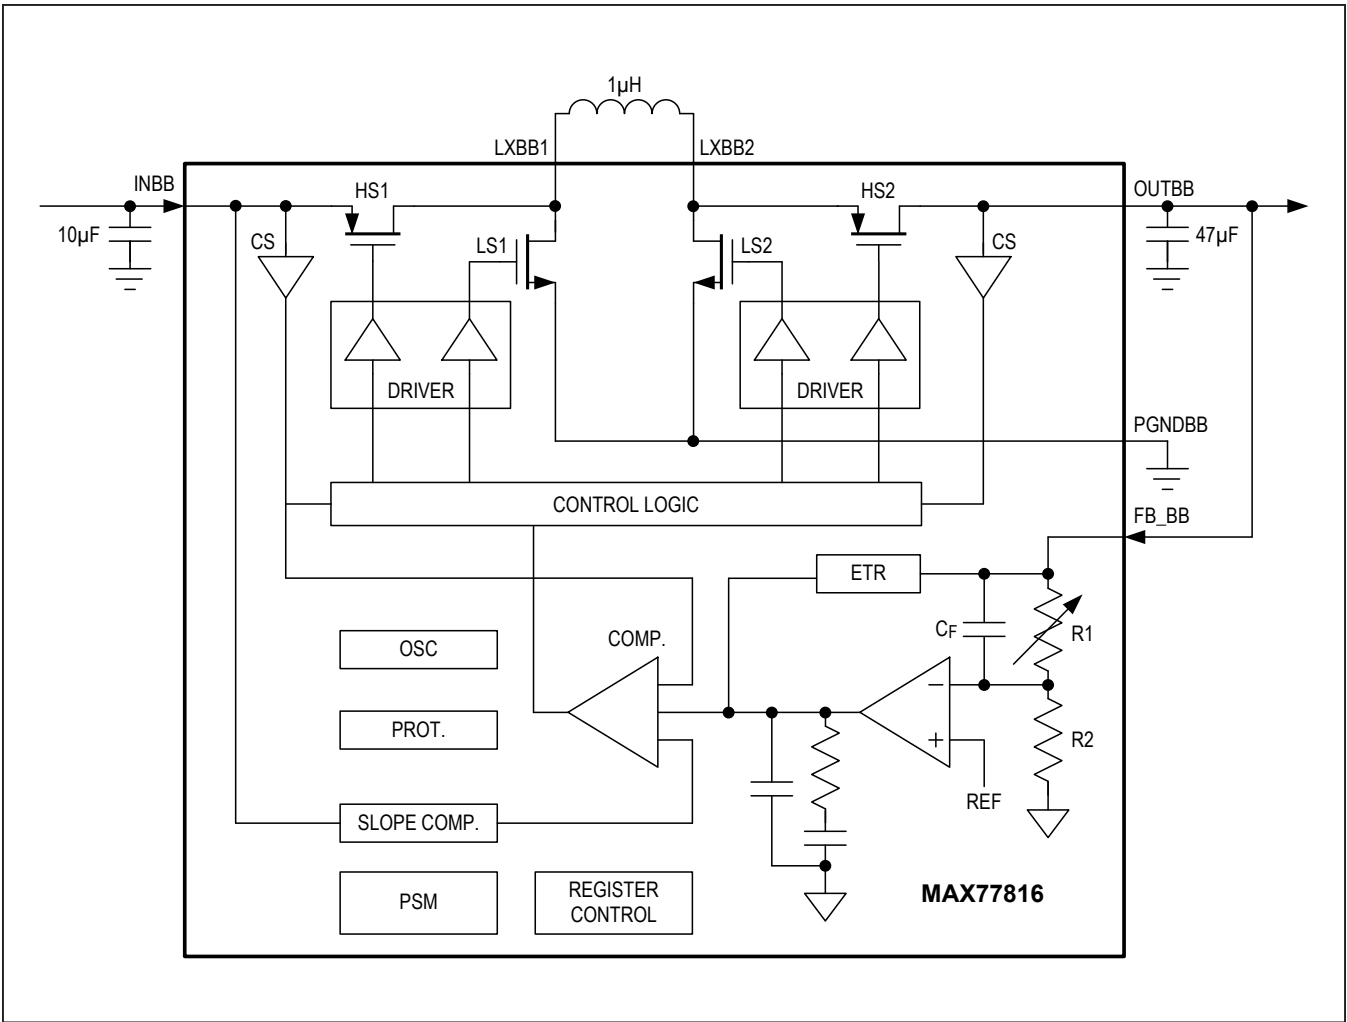 1µH
LXBB1
LXBB2
INBB
HS1
HS2
OUTBB
10µF
CS
LS1
LS2
CS
47µF
DRIVER
DRIVER
PGNDBB
CONTROL LOGIC
FB_BB
ETR
CF
R1
OSC
COMP.
PROT.
−
+
R2
REF
SLOPE COMP.
PSM
REGISTER
CONTROL
MAX77816